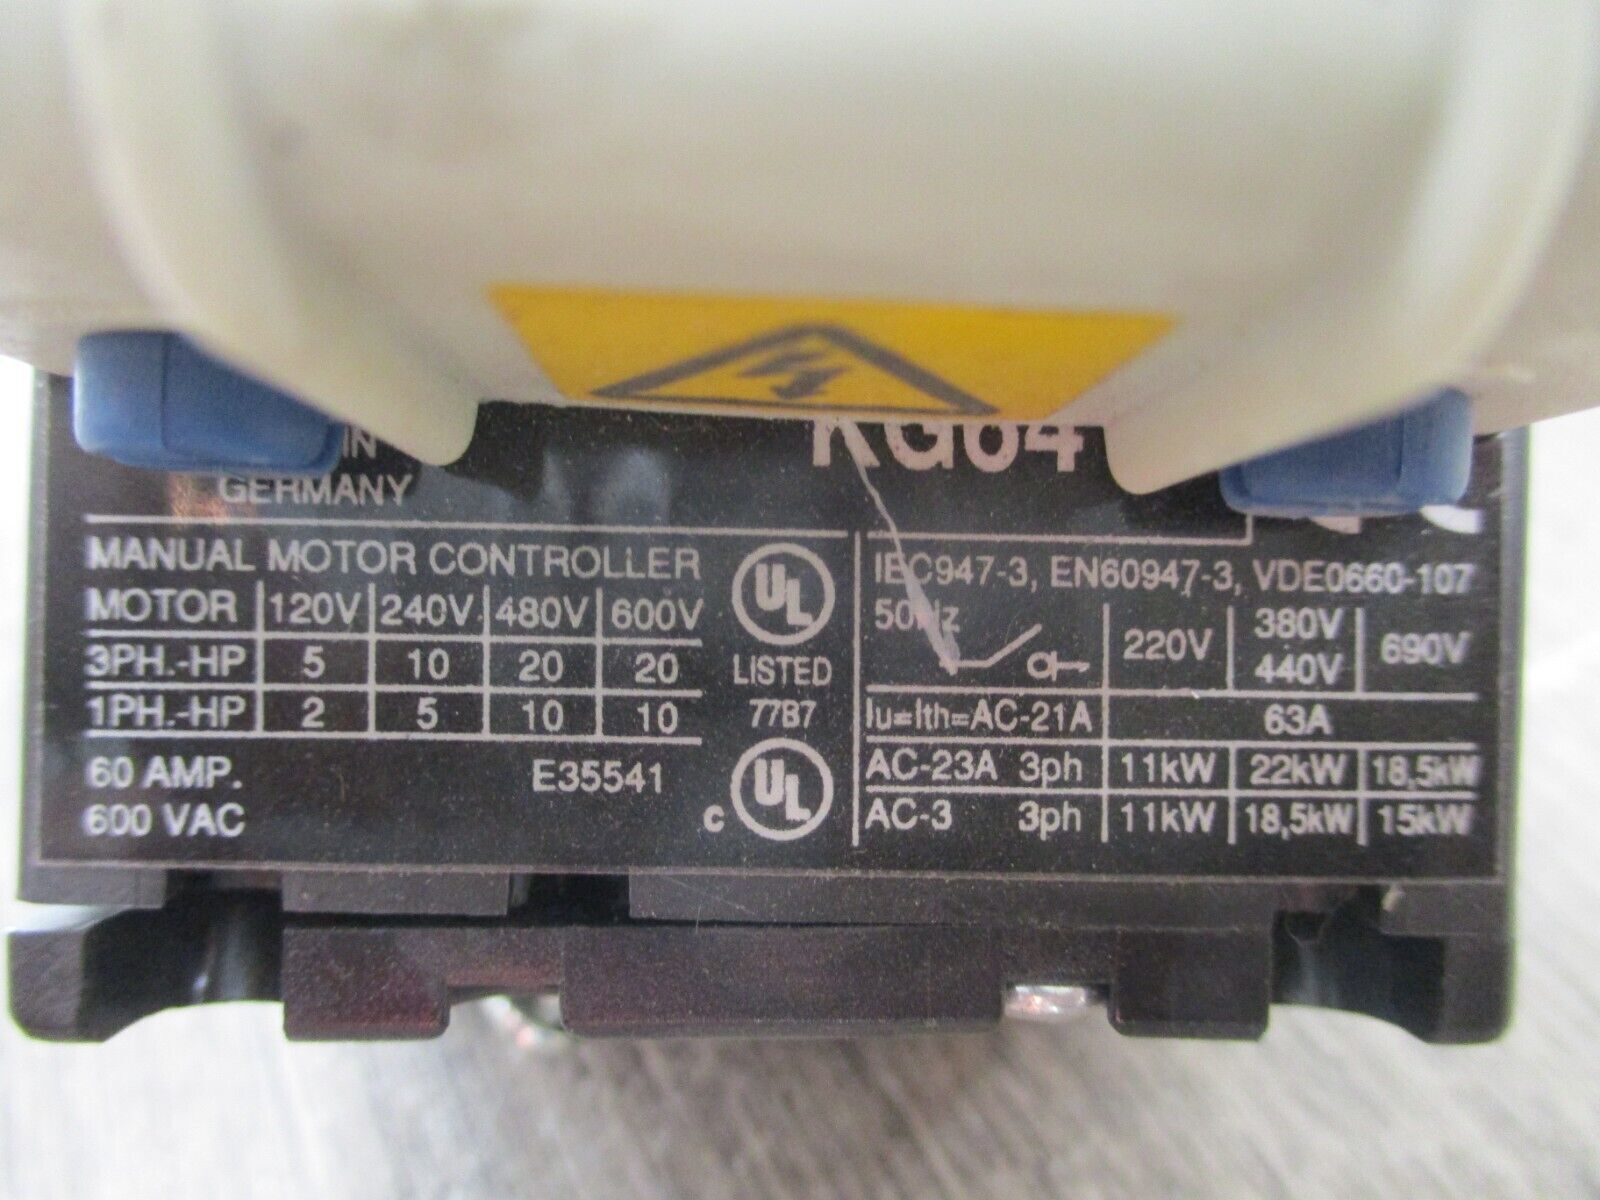 IN
GERMANY
KG64
MANUAL MOTOR CONTROLLER
MOTOR 120V 240V 480V 600V
3PH.-HP 5 10 20 20
1PH.-HP 2 5 10 10
60 AMP. E35541
600 VAC
UL
LISTED
77B7
c UL
IEC947-3, EN60947-3, VDE0660-107
50Hz 220V 380V 440V 690V
Iu=Ith=AC-21A 63A
AC-23A 3ph 11kW 22kW 18,5kW
AC-3 3ph 11kW 18,5kW 15kW